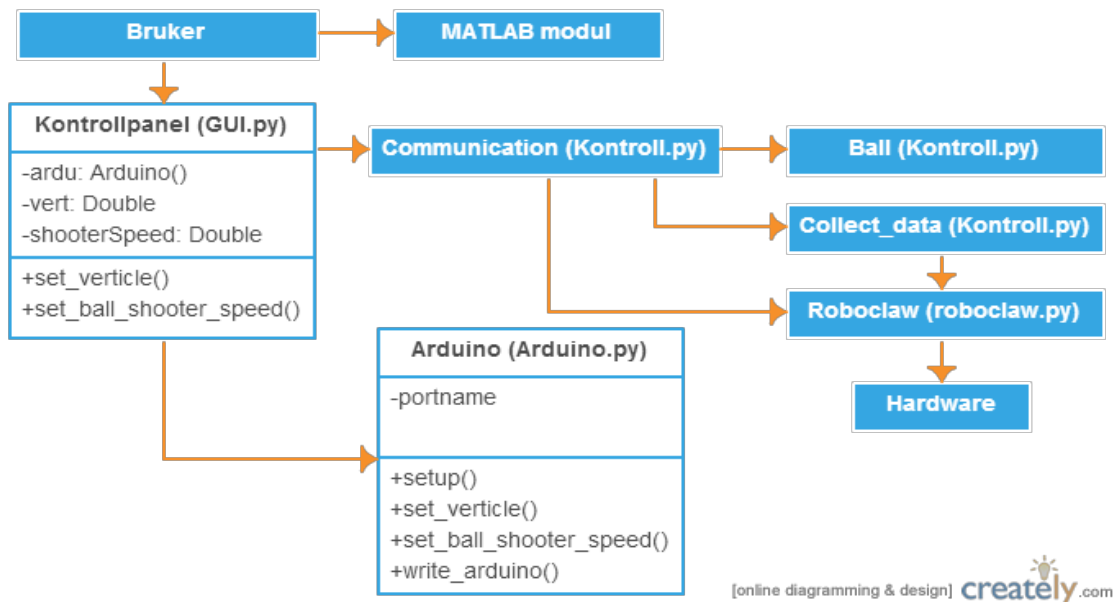 Bruker
MATLAB modul
Kontrollpanel (GUI.py)
-ardu: Arduino()
-vert: Double
-shooterSpeed: Double
+set_verticle()
+set_ball_shooter_speed()
Communication (Kontroll.py)
Ball (Kontroll.py)
Collect_data (Kontroll.py)
Roboclaw (roboclaw.py)
Hardware
Arduino (Arduino.py)
-portname
+setup()
+set_verticle()
+set_ball_shooter_speed()
+write_arduino()
[online diagramming & design] creately.com